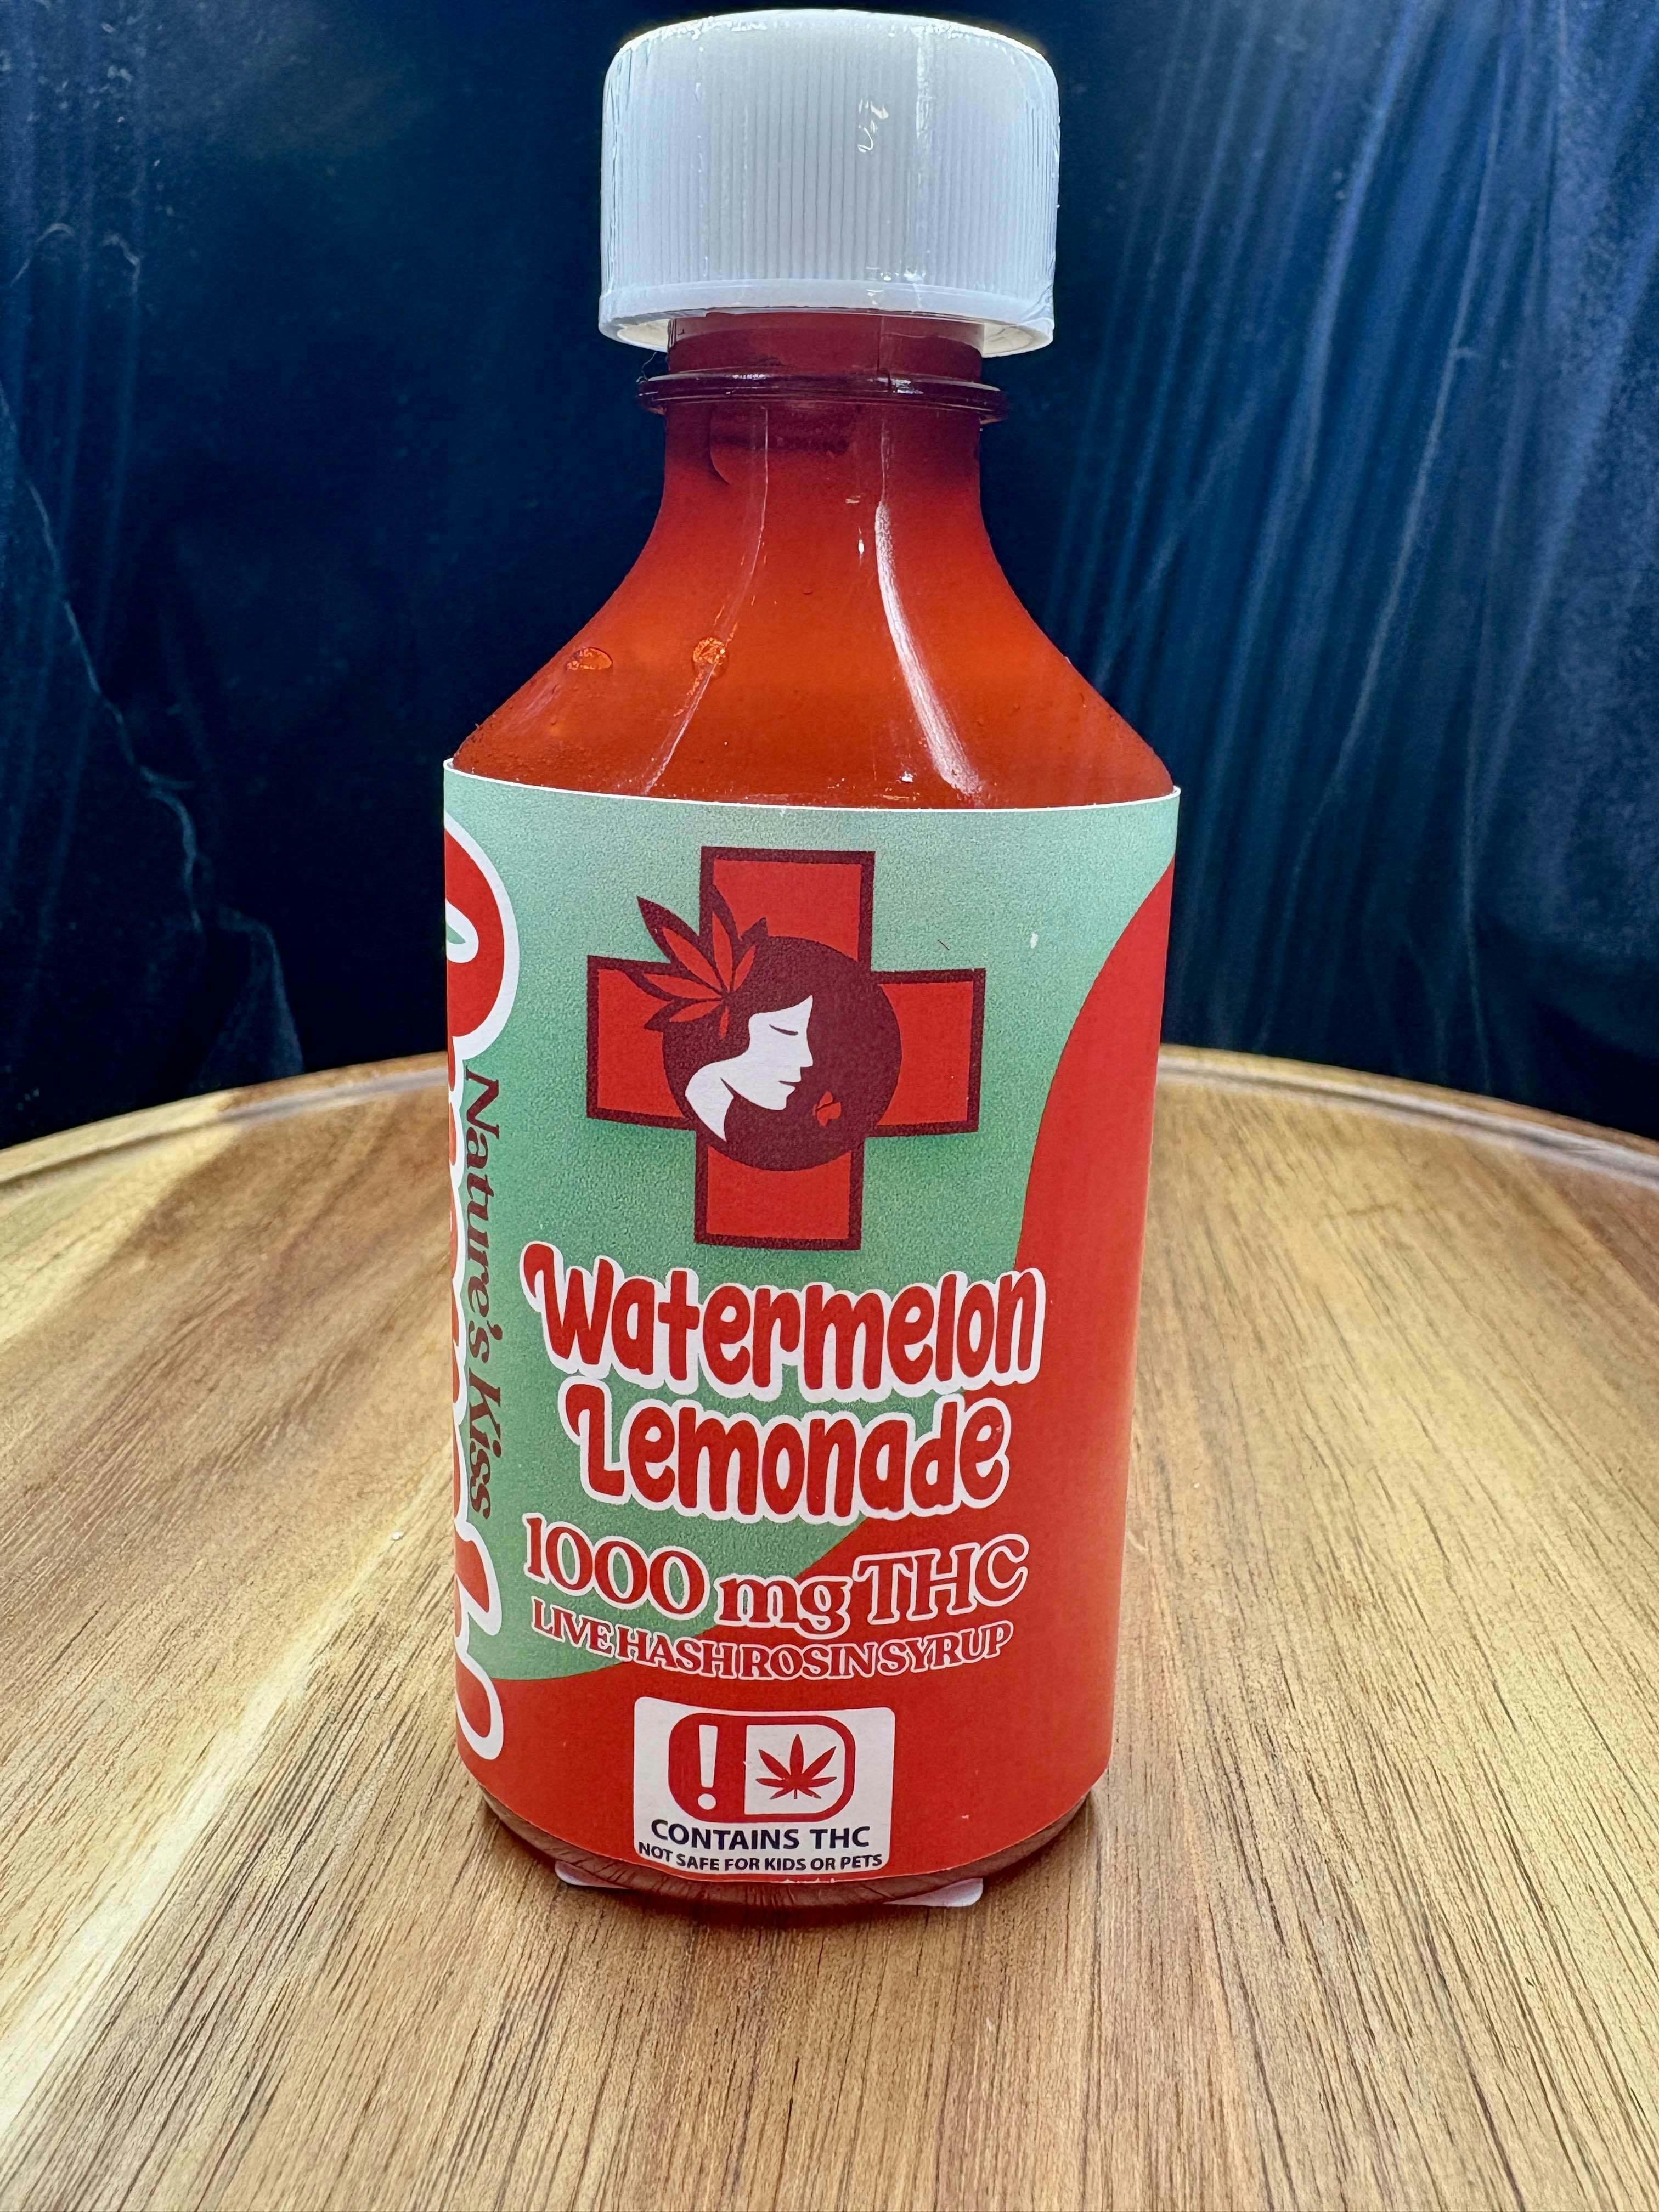 Nature's Kiss
Watermelon
Lemonade
1000 mg THC
LIVE HASH ROSIN SYRUP
!
CONTAINS THC
NOT SAFE FOR KIDS OR PETS